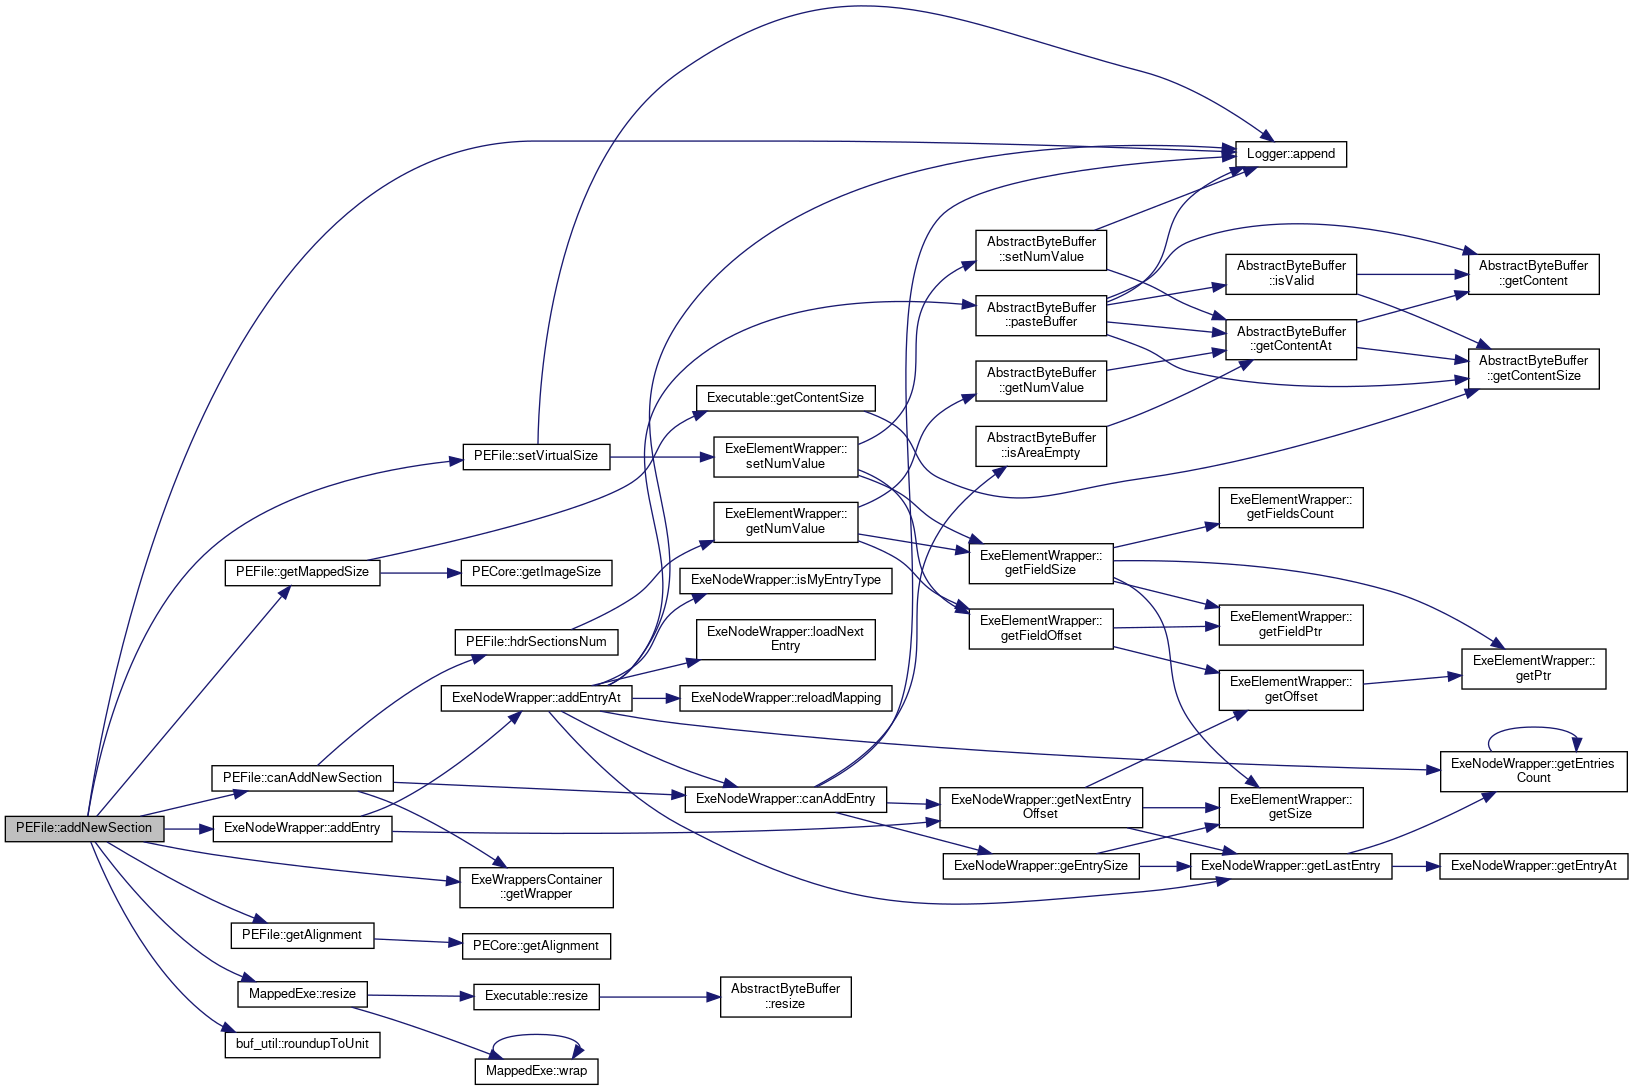 PEFile::addNewSection
Logger::append
PEFile::setVirtualSize
PEFile::getMappedSize
PEFile::canAddNewSection
ExeNodeWrapper::addEntry
ExeWrappersContainer
::getWrapper
PEFile::getAlignment
MappedExe::resize
buf_util::roundupToUnit
PECore::getImageSize
PEFile::hdrSectionsNum
ExeNodeWrapper::addEntryAt
PECore::getAlignment
Executable::resize
MappedExe::wrap
Executable::getContentSize
ExeElementWrapper::
setNumValue
ExeElementWrapper::
getNumValue
ExeNodeWrapper::isMyEntryType
ExeNodeWrapper::loadNext
Entry
ExeNodeWrapper::reloadMapping
ExeNodeWrapper::canAddEntry
AbstractByteBuffer
::resize
AbstractByteBuffer
::setNumValue
AbstractByteBuffer
::pasteBuffer
AbstractByteBuffer
::getNumValue
AbstractByteBuffer
::isAreaEmpty
ExeElementWrapper::
getFieldSize
ExeElementWrapper::
getFieldOffset
ExeNodeWrapper::getNextEntry
Offset
ExeNodeWrapper::geEntrySize
AbstractByteBuffer
::isValid
AbstractByteBuffer
::getContentAt
ExeElementWrapper::
getFieldsCount
ExeElementWrapper::
getFieldPtr
ExeElementWrapper::
getOffset
ExeElementWrapper::
getSize
ExeNodeWrapper::getLastEntry
AbstractByteBuffer
::getContent
AbstractByteBuffer
::getContentSize
ExeElementWrapper::
getPtr
ExeNodeWrapper::getEntries
Count
ExeNodeWrapper::getEntryAt